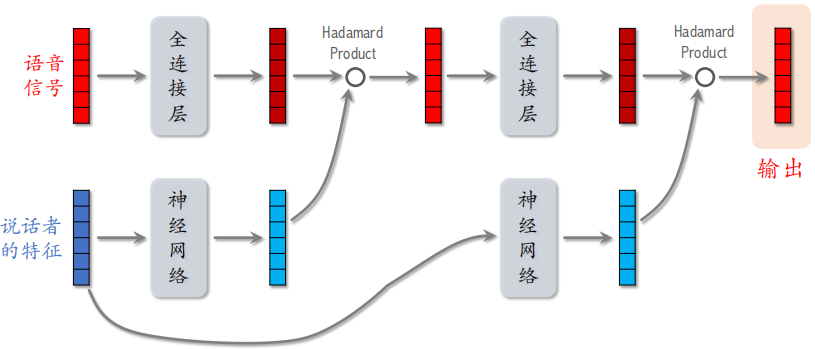 语音
信号
全
连
接
层
Hadamard
Product
全
连
接
层
Hadamard
Product
输出
说话者
的特征
神
经
网
络
神
经
网
络